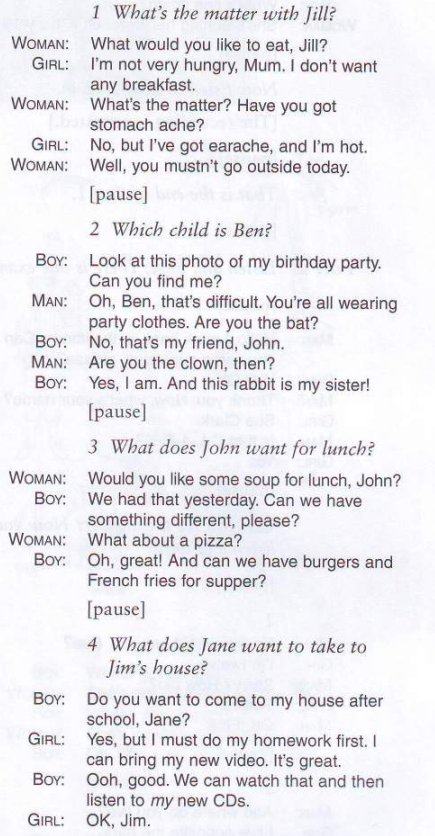 1 What's the matter with Jill?
WOMAN: What would you like to eat, Jill?
GIRL: I'm not very hungry, Mum. I don't want
any breakfast.
WOMAN: What's the matter? Have you got
stomach ache?
GIRL: No, but I've got earache, and I'm hot.
WOMAN: Well, you mustn't go outside today.
[pause]
2 Which child is Ben?
BOY: Look at this photo of my birthday party.
Can you find me?
MAN: Oh, Ben, that's difficult. You're all wearing
party clothes. Are you the bat?
BOY: No, that's my friend, John.
MAN: Are you the clown, then?
BOY: Yes, I am. And this rabbit is my sister!
[pause]
3 What does John want for lunch?
WOMAN: Would you like some soup for lunch, John?
BOY: We had that yesterday. Can we have
something different, please?
WOMAN: What about a pizza?
BOY: Oh, great! And can we have burgers and
French fries for supper?
[pause]
4 What does Jane want to take to
Jim's house?
BOY: Do you want to come to my house after
school, Jane?
GIRL: Yes, but I must do my homework first. I
can bring my new video. It's great.
BOY: Ooh, good. We can watch that and then
listen to my new CDs.
GIRL: OK, Jim.